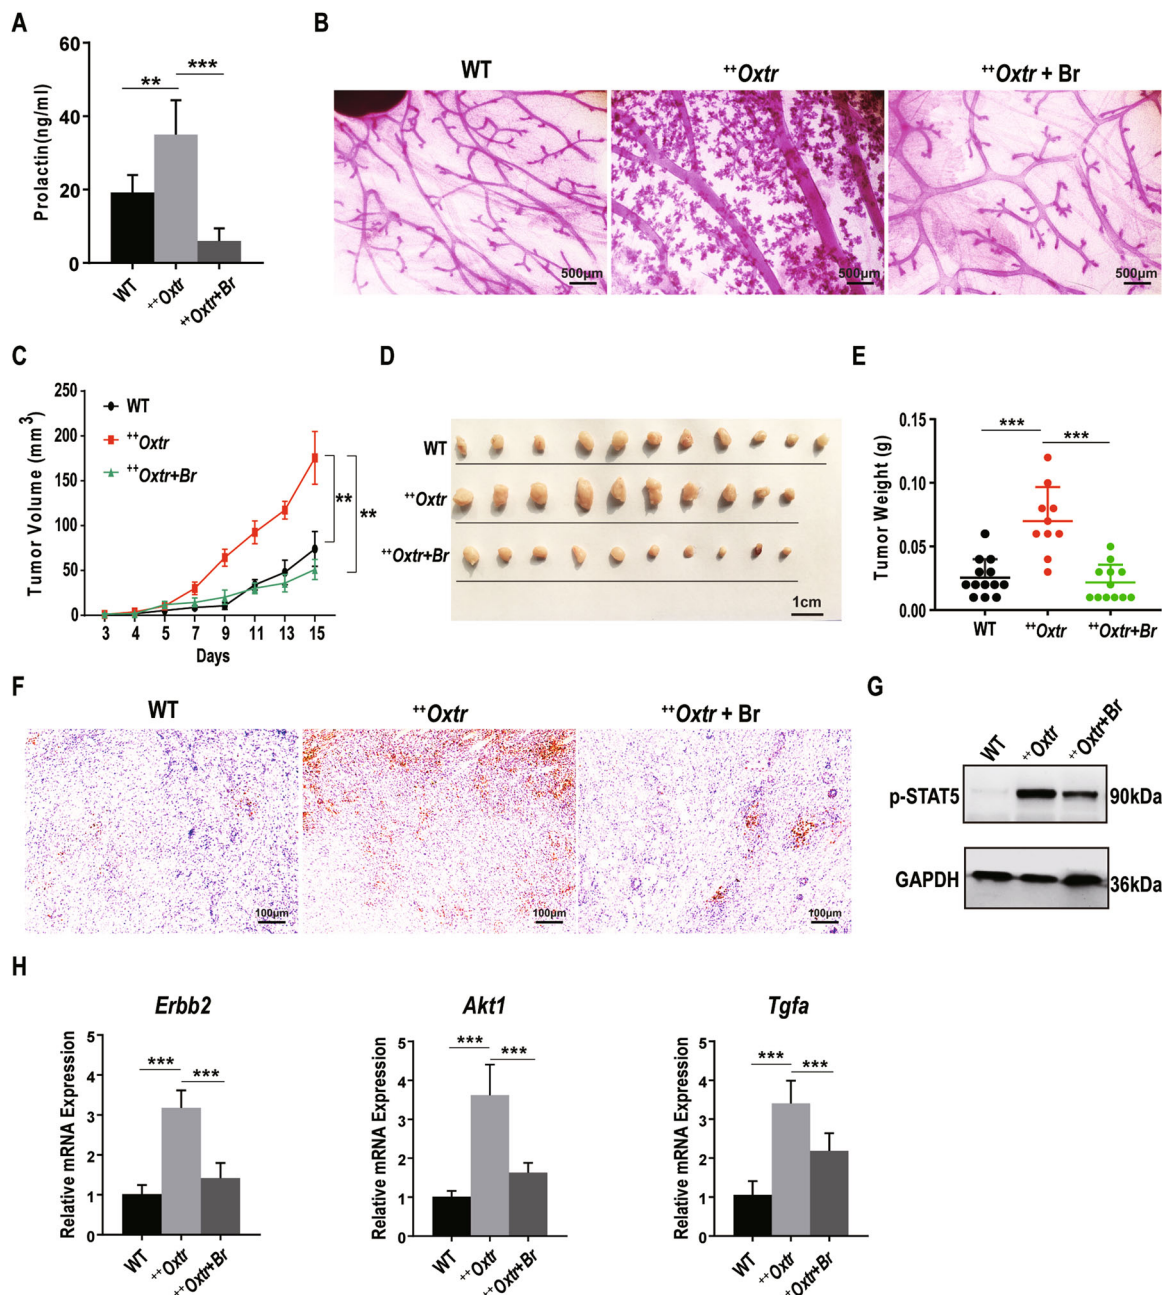 A
Prolactin(ng/ml)
60
40
20
0
**
***
WT
++Oxtr
++Oxtr+Br
B
WT
++Oxtr
++Oxtr + Br
500μm
500μm
500μm
C
Tumor Volume (mm3)
250
200
150
100
50
0
WT
++Oxtr
++Oxtr+Br
**
**
3 4 5 7 9 11 13 15
Days
D
WT
++Oxtr
++Oxtr+Br
1cm
E
Tumor Weight (g)
0.15
0.10
0.05
0.00
***
***
WT
++Oxtr
++Oxtr+Br
F
WT
++Oxtr
++Oxtr + Br
100μm
100μm
100μm
G
WT
++Oxtr
++Oxtr+Br
p-STAT5
90kDa
GAPDH
36kDa
H
Erbb2
Relative mRNA Expression
5
4
3
2
1
0
***
***
WT
++Oxtr
++Oxtr+Br
Akt1
Relative mRNA Expression
5
4
3
2
1
0
***
***
WT
++Oxtr
++Oxtr+Br
Tgfa
Relative mRNA Expression
5
4
3
2
1
0
***
***
WT
++Oxtr
++Oxtr+Br